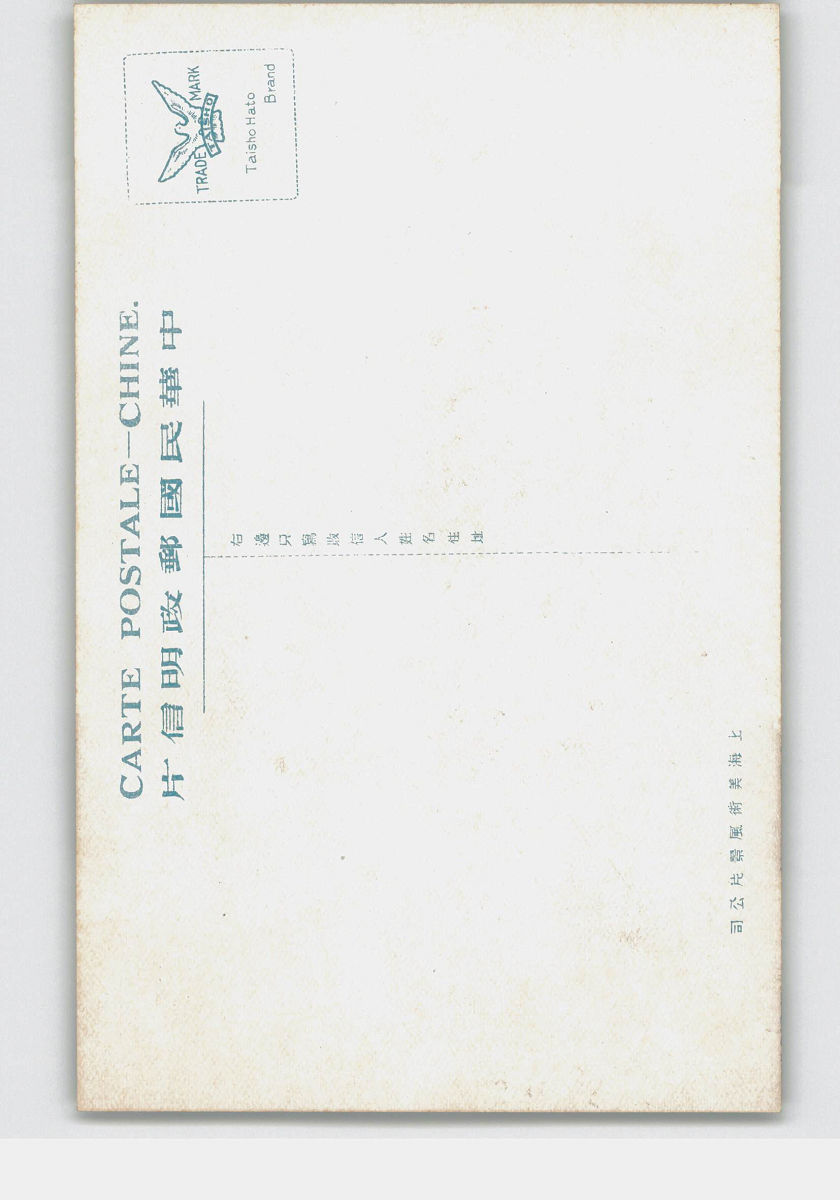 CARTE POSTALE—CHINE.
中華民國郵政明信片
TRADE MARK
TAISHO
Taisho Hato
Brand
右邊只寫收信人姓名住地
上海美術風景片公司